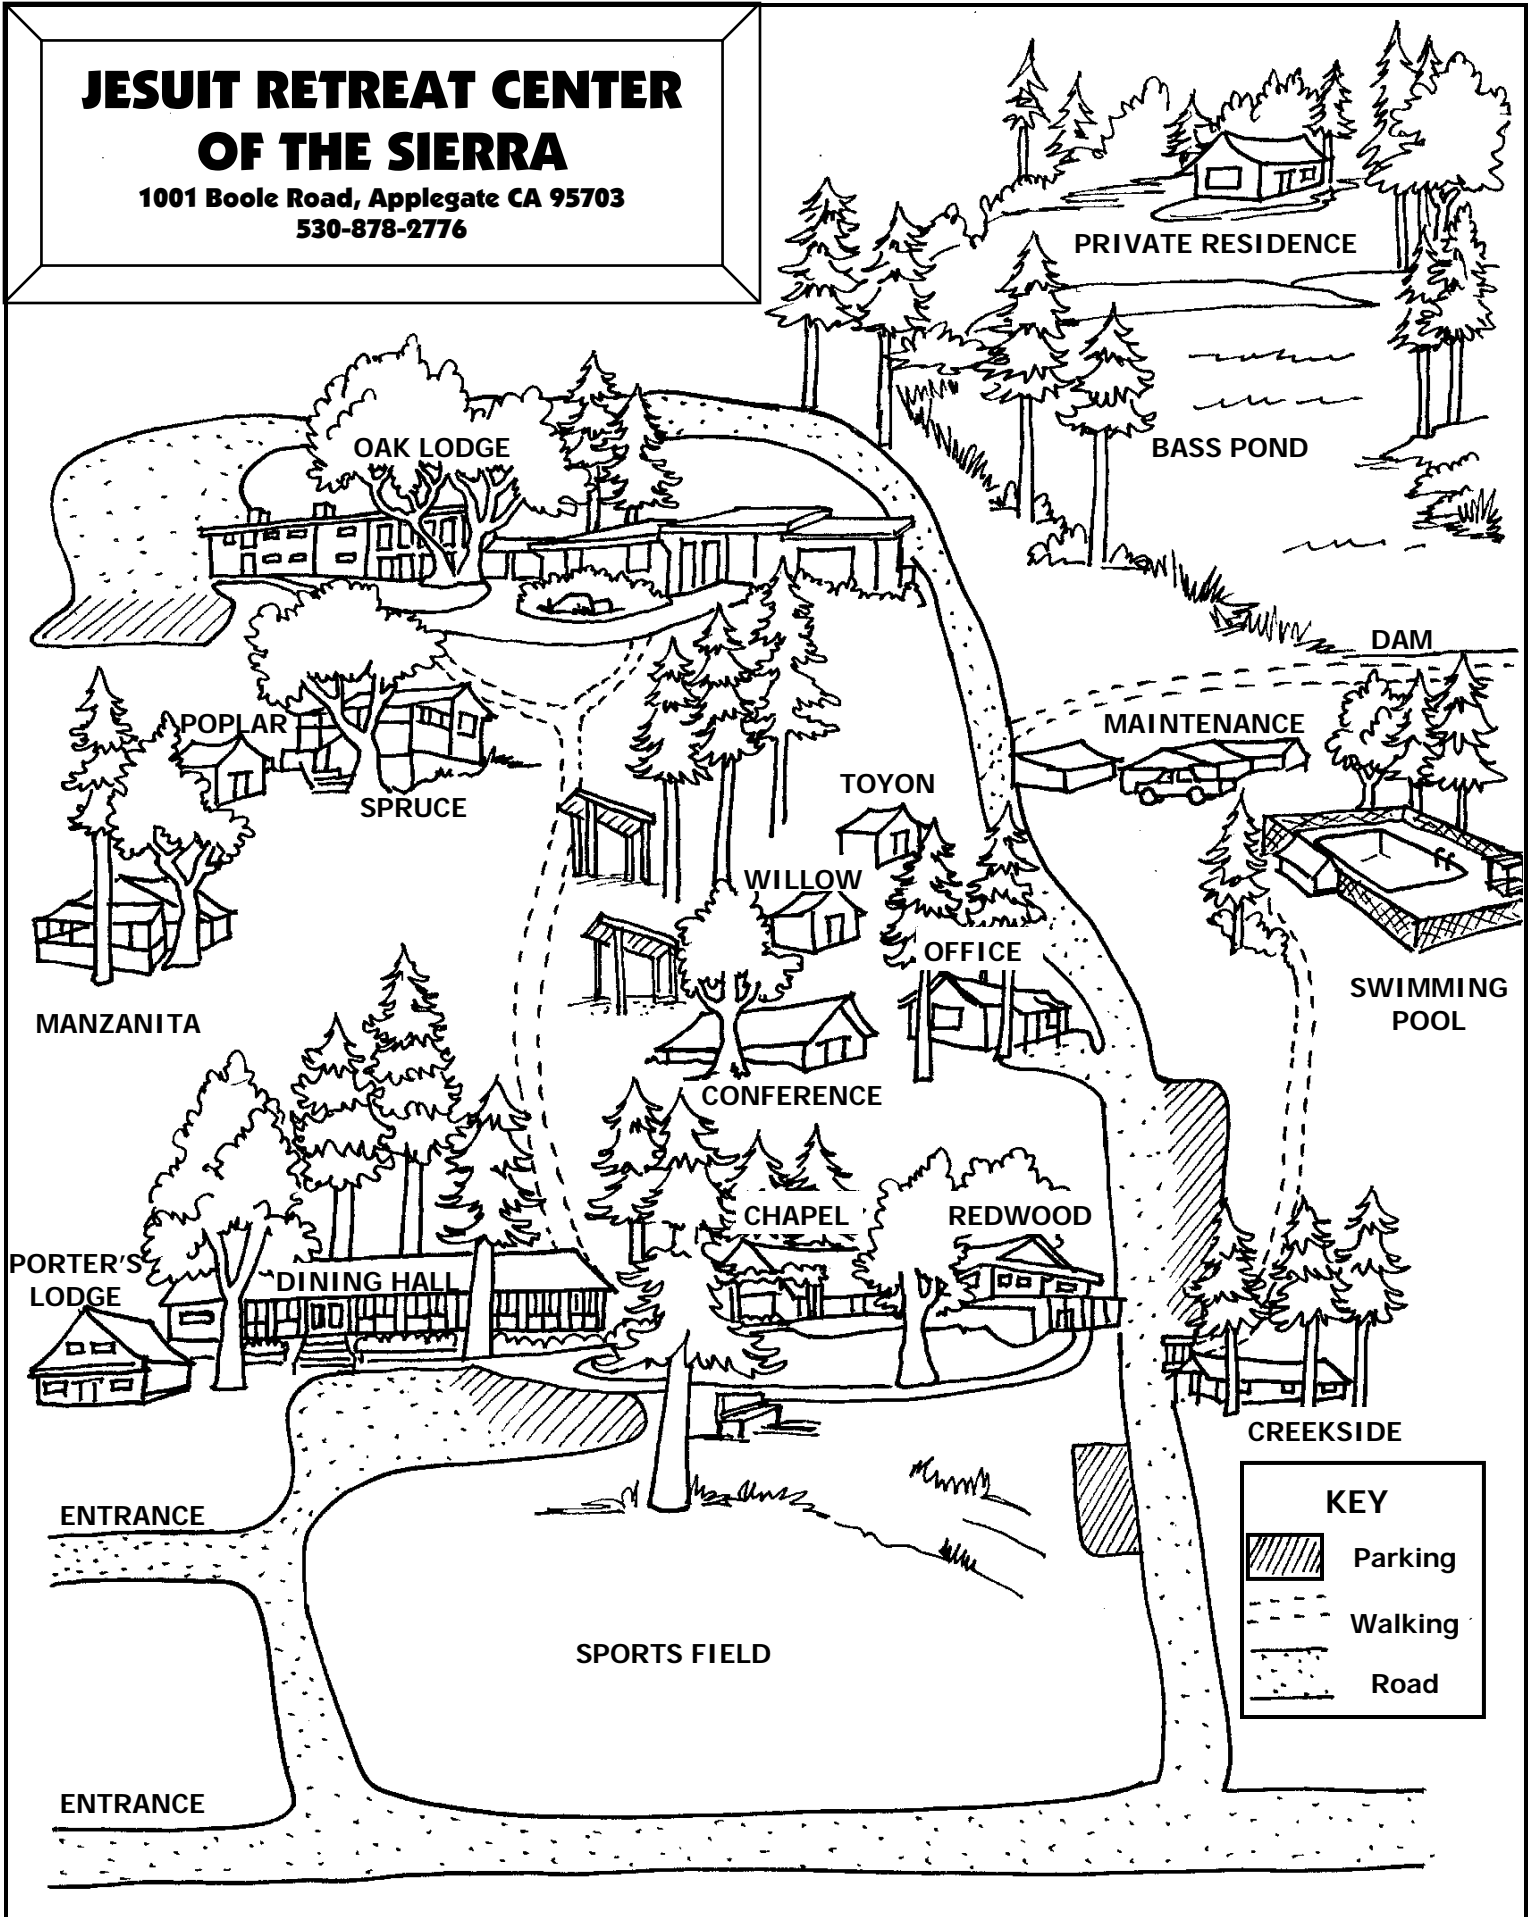 JESUIT RETREAT CENTER
OF THE SIERRA
1001 Boole Road, Applegate CA 95703
530-878-2776
PRIVATE RESIDENCE
OAK LODGE
BASS POND
DAM
POPLAR
MAINTENANCE
SPRUCE
TOYON
WILLOW
OFFICE
SWIMMING
POOL
MANZANITA
CONFERENCE
CHAPEL
REDWOOD
PORTER'S
LODGE
DINING HALL
CREEKSIDE
ENTRANCE
KEY
Parking
Walking
Road
SPORTS FIELD
ENTRANCE